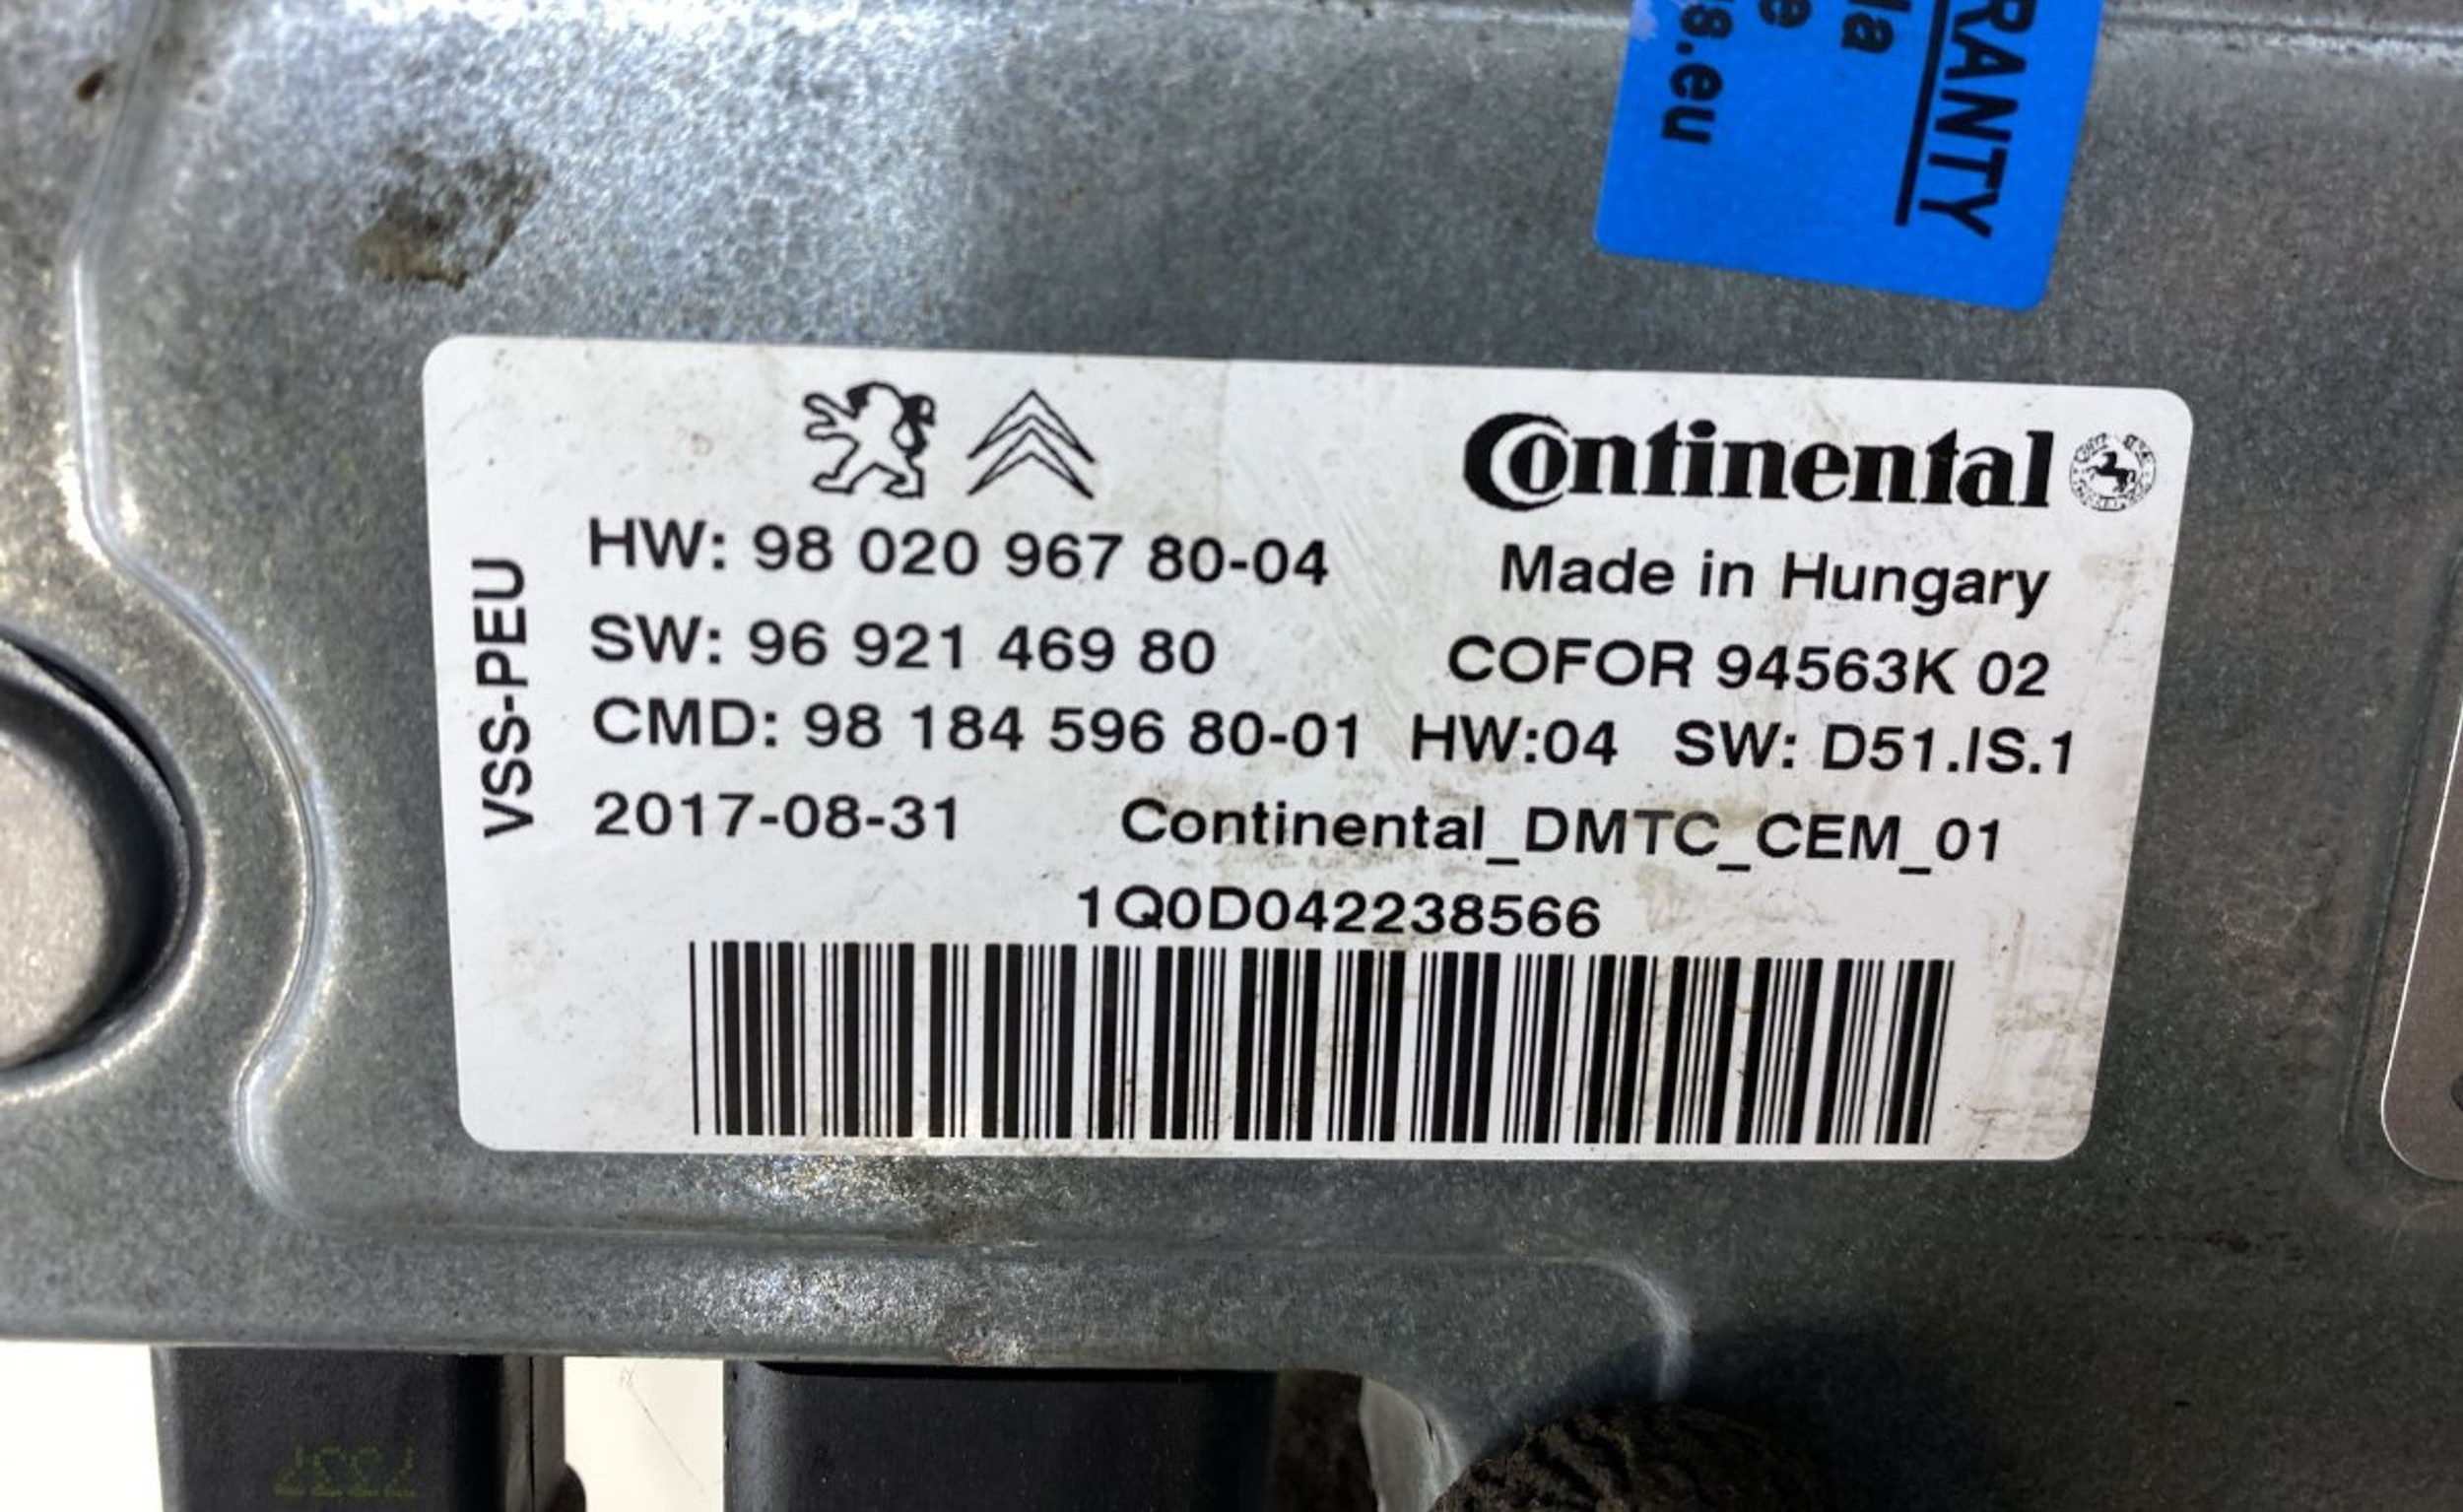 RANTY
8.eu
Continental
HW: 98 020 967 80-04
Made in Hungary
SW: 96 921 469 80
COFOR 94563K 02
CMD: 98 184 596 80-01 HW:04 SW: D51.IS.1
2017-08-31 Continental_DMTC_CEM_01
1Q0D042238566
VSS-PEU